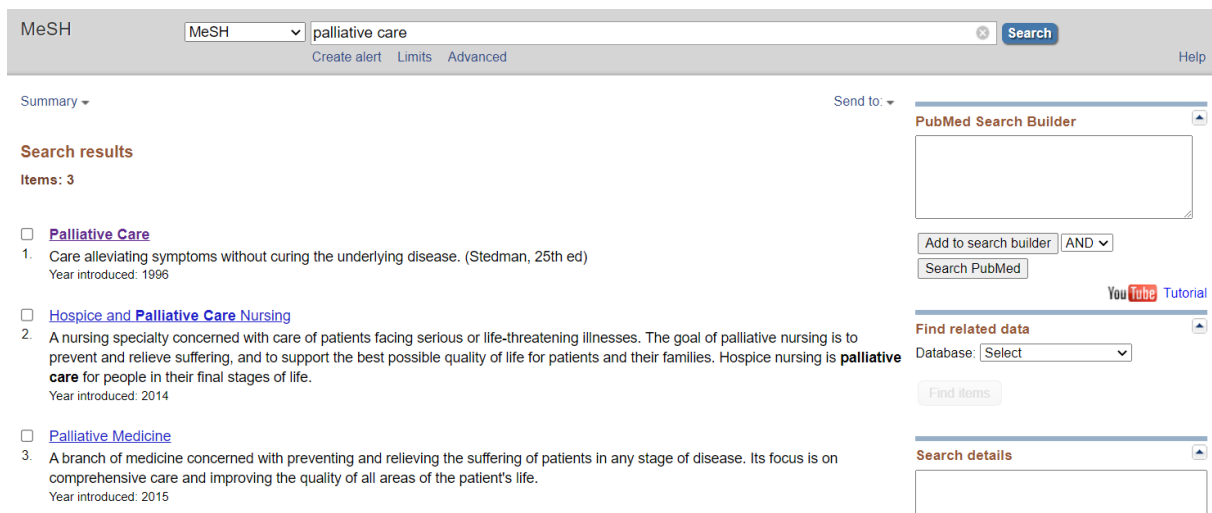 MeSH
MeSH
palliative care
Search
Create alert Limits Advanced
Help
Summary
Send to:
Search results
Items: 3
Palliative Care
1. Care alleviating symptoms without curing the underlying disease. (Stedman, 25th ed)
Year introduced: 1996
Hospice and Palliative Care Nursing
2. A nursing specialty concerned with care of patients facing serious or life-threatening illnesses. The goal of palliative nursing is to
prevent and relieve suffering, and to support the best possible quality of life for patients and their families. Hospice nursing is palliative
care for people in their final stages of life.
Year introduced: 2014
Palliative Medicine
3. A branch of medicine concerned with preventing and relieving the suffering of patients in any stage of disease. Its focus is on
comprehensive care and improving the quality of all areas of the patient's life.
Year introduced: 2015
PubMed Search Builder
Add to search builder AND
Search PubMed
YouTube Tutorial
Find related data
Database: Select
Find items
Search details